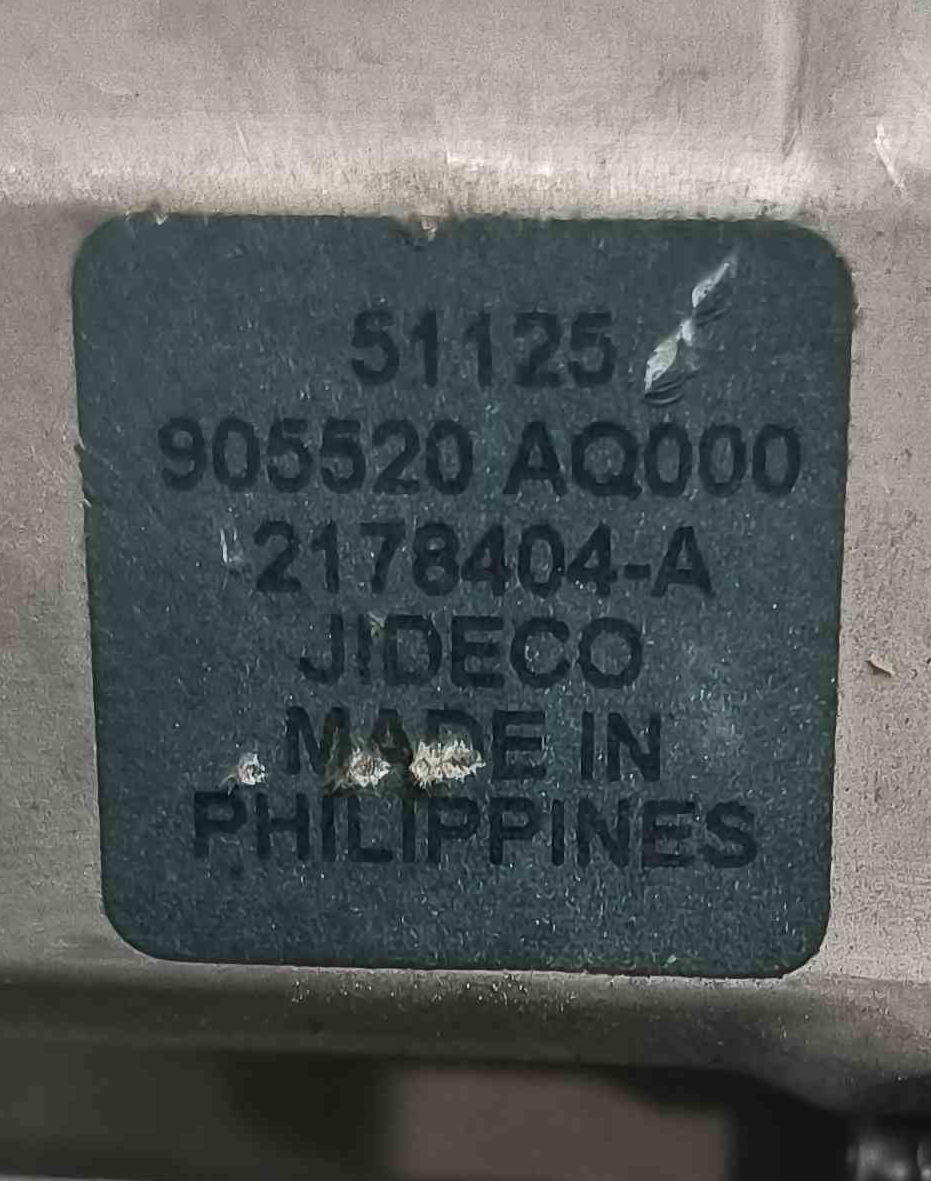 51125
905520 AQ000
2178404-A
JIDECO
MADE IN
PHILIPPINES